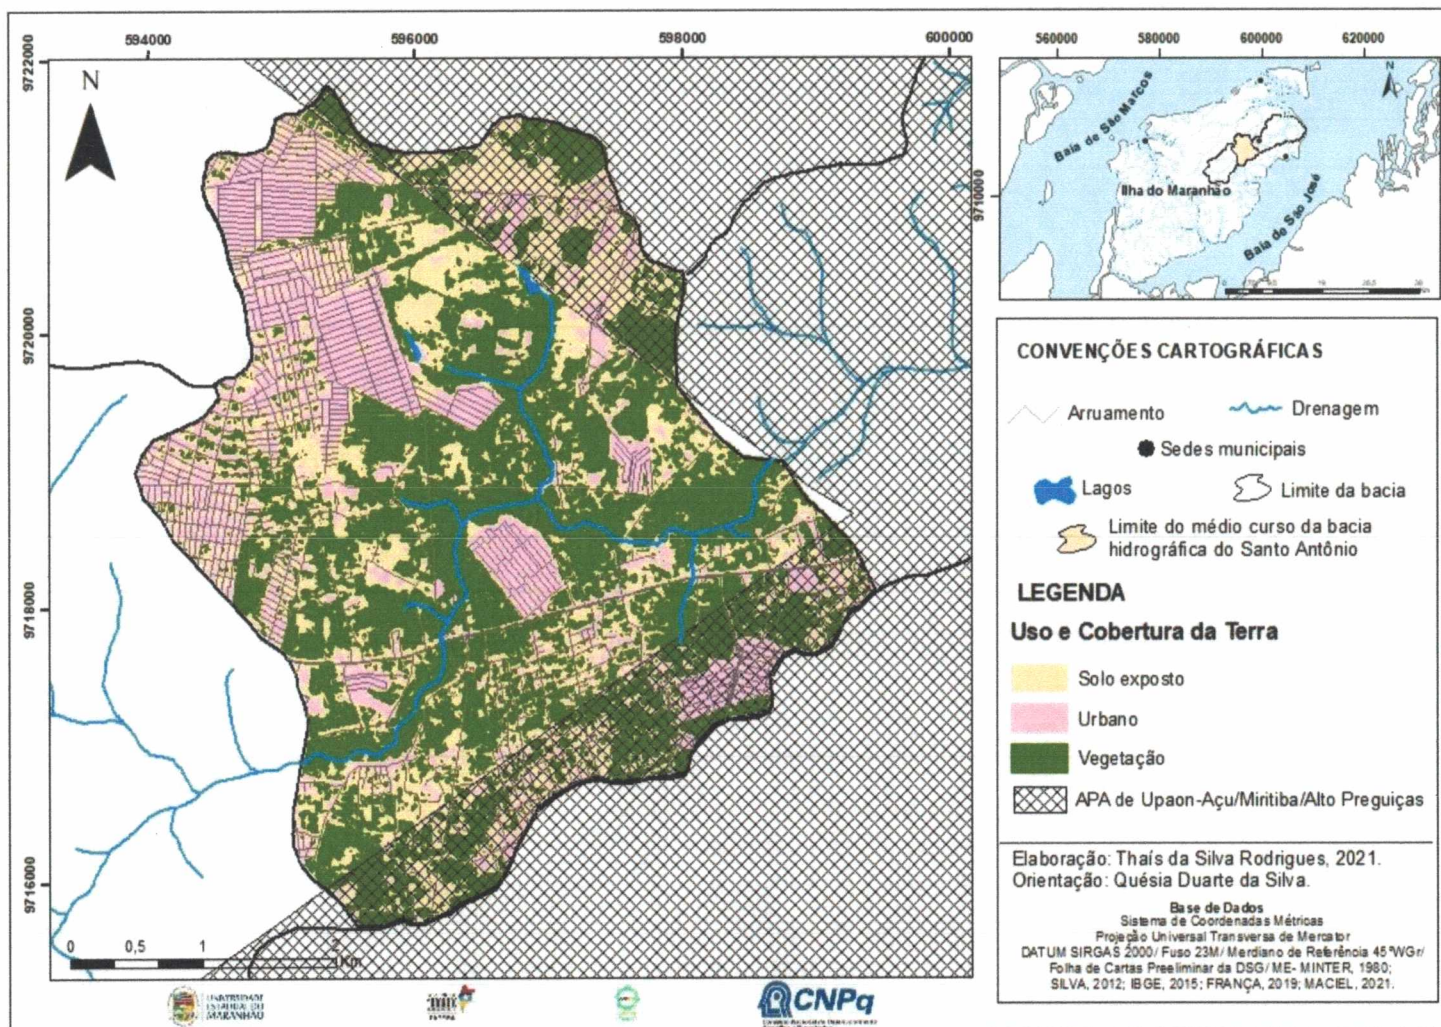 594000 596000 598000 600000
9722000
9720000
9718000
9716000
N
0 0,5 1 2
Km
560000 580000 600000 620000
9710000
N
Baia de São Marcos
Ilha do Maranhão
Baia de São José
CONVENÇÕES CARTOGRÁFICAS
Arruamento
Drenagem
Sedes municipais
Lagos
Limite da bacia
Limite do médio curso da bacia
hidrográfica do Santo Antônio
LEGENDA
Uso e Cobertura da Terra
Solo exposto
Urbano
Vegetação
APA de Upaon-Açu/Miritiba/Alto Preguiças
Elaboração: Thaís da Silva Rodrigues, 2021.
Orientação: Quésia Duarte da Silva.
Base de Dados
Sistema de Coordenadas Métricas
Projeção Universal Transversa de Mercator
DATUM SIRGAS 2000/ Fuso 23M/ Merdiano de Referência 45°WGr/
Folha de Cartas Preeliminar da DSG/ ME- MINTER, 1980;
SILVA, 2012; IBGE, 2015; FRANÇA, 2019; MACIEL, 2021.
UNIVERSIDADE
ESTADUAL DO
MARANHÃO
CNPq